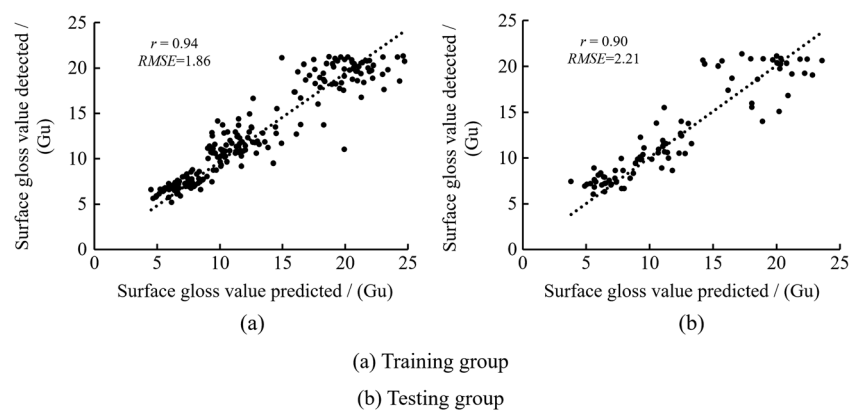 Surface gloss value detected /
(Gu)
25
20
15
10
5
0
r = 0.94
RMSE=1.86
0 5 10 15 20 25
Surface gloss value predicted / (Gu)
(a)
Surface gloss value detected /
(Gu)
25
20
15
10
5
0
r = 0.90
RMSE=2.21
0 5 10 15 20 25
Surface gloss value predicted / (Gu)
(b)
(a) Training group
(b) Testing group